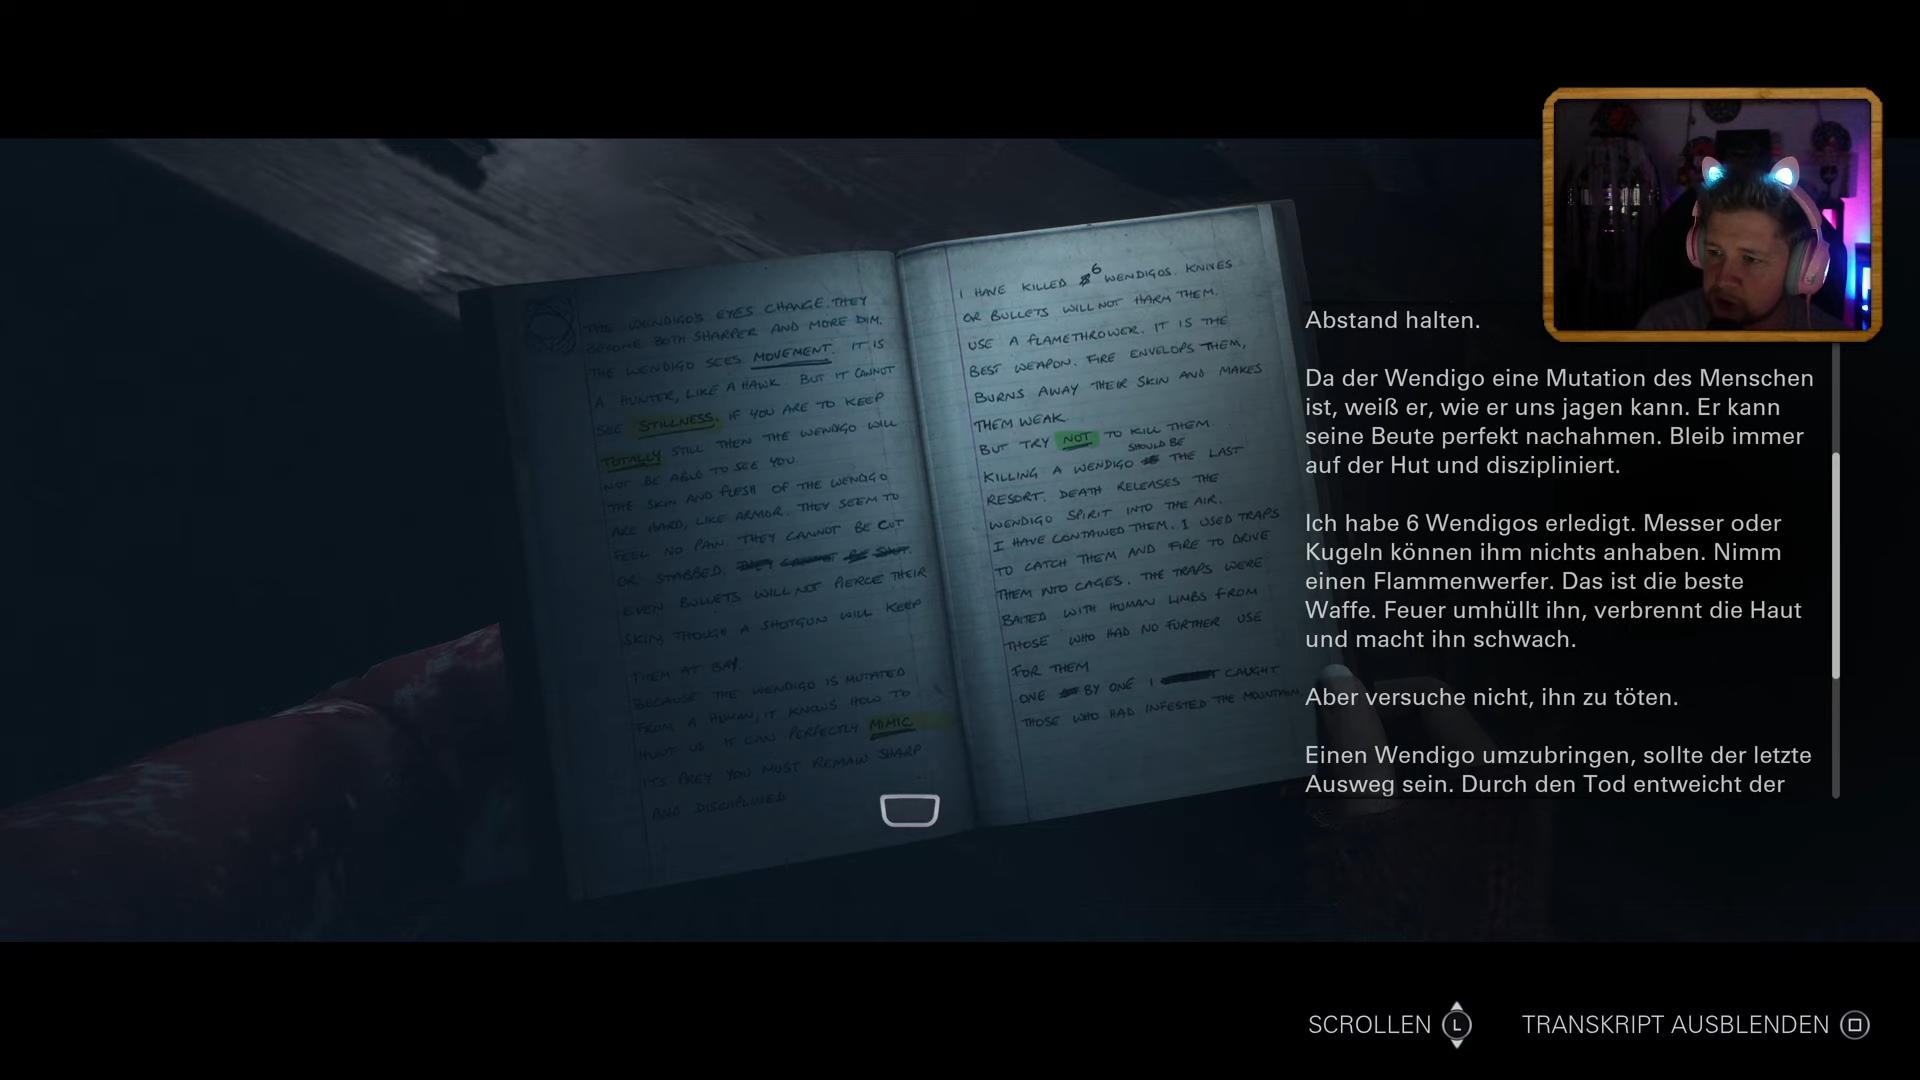 THE WENDIGO'S EYES CHANGE. THEY
BECOME BOTH SHARPER AND MORE DIM.
THE WENDIGO SEES MOVEMENT. IT IS
A HUNTER, LIKE A HAWK. BUT IT CANNOT
SEE STILLNESS. IF YOU ARE TO KEEP
TOTALLY STILL THEN THE WENDIGO WILL
NOT BE ABLE TO SEE YOU.
THE SKIN AND FLESH OF THE WENDIGO
ARE HARD, LIKE ARMOR. THEY SEEM TO
FEEL NO PAIN. THEY CANNOT BE CUT
OR STABBED. THEY CANNOT BE SHOT.
EVEN BULLETS WILL NOT PIERCE THEIR
SKIN, THOUGH A SHOTGUN WILL KEEP
THEM AT BAY.
BECAUSE THE WENDIGO IS MUTATED
FROM A HUMAN, IT KNOWS HOW TO
HUNT US. IT CAN PERFECTLY MIMIC
ITS PREY YOU MUST REMAIN SHARP
AND DISCIPLINED
I HAVE KILLED 6 WENDIGOS. KNIVES
OR BULLETS WILL NOT HARM THEM.
USE A FLAMETHROWER. IT IS THE
BEST WEAPON. FIRE ENVELOPS THEM,
BURNS AWAY THEIR SKIN AND MAKES
THEM WEAK
BUT TRY NOT TO KILL THEM.
SHOULD BE
KILLING A WENDIGO THE LAST
RESORT. DEATH RELEASES THE
WENDIGO SPIRIT INTO THE AIR.
I HAVE CONTAINED THEM. I USED TRAPS
TO CATCH THEM AND FIRE TO DRIVE
THEM INTO CAGES. THE TRAPS WERE
BAITED WITH HUMAN LIMBS FROM
THOSE WHO HAD NO FURTHER USE
FOR THEM
ONE BY ONE I CAUGHT
THOSE WHO HAD INFESTED THE MOUNTAIN
Abstand halten.
Da der Wendigo eine Mutation des Menschen
ist, weiß er, wie er uns jagen kann. Er kann
seine Beute perfekt nachahmen. Bleib immer
auf der Hut und diszipliniert.
Ich habe 6 Wendigos erledigt. Messer oder
Kugeln können ihm nichts anhaben. Nimm
einen Flammenwerfer. Das ist die beste
Waffe. Feuer umhüllt ihn, verbrennt die Haut
und macht ihn schwach.
Aber versuche nicht, ihn zu töten.
Einen Wendigo umzubringen, sollte der letzte
Ausweg sein. Durch den Tod entweicht der
SCROLLEN L TRANSKRIPT AUSBLENDEN